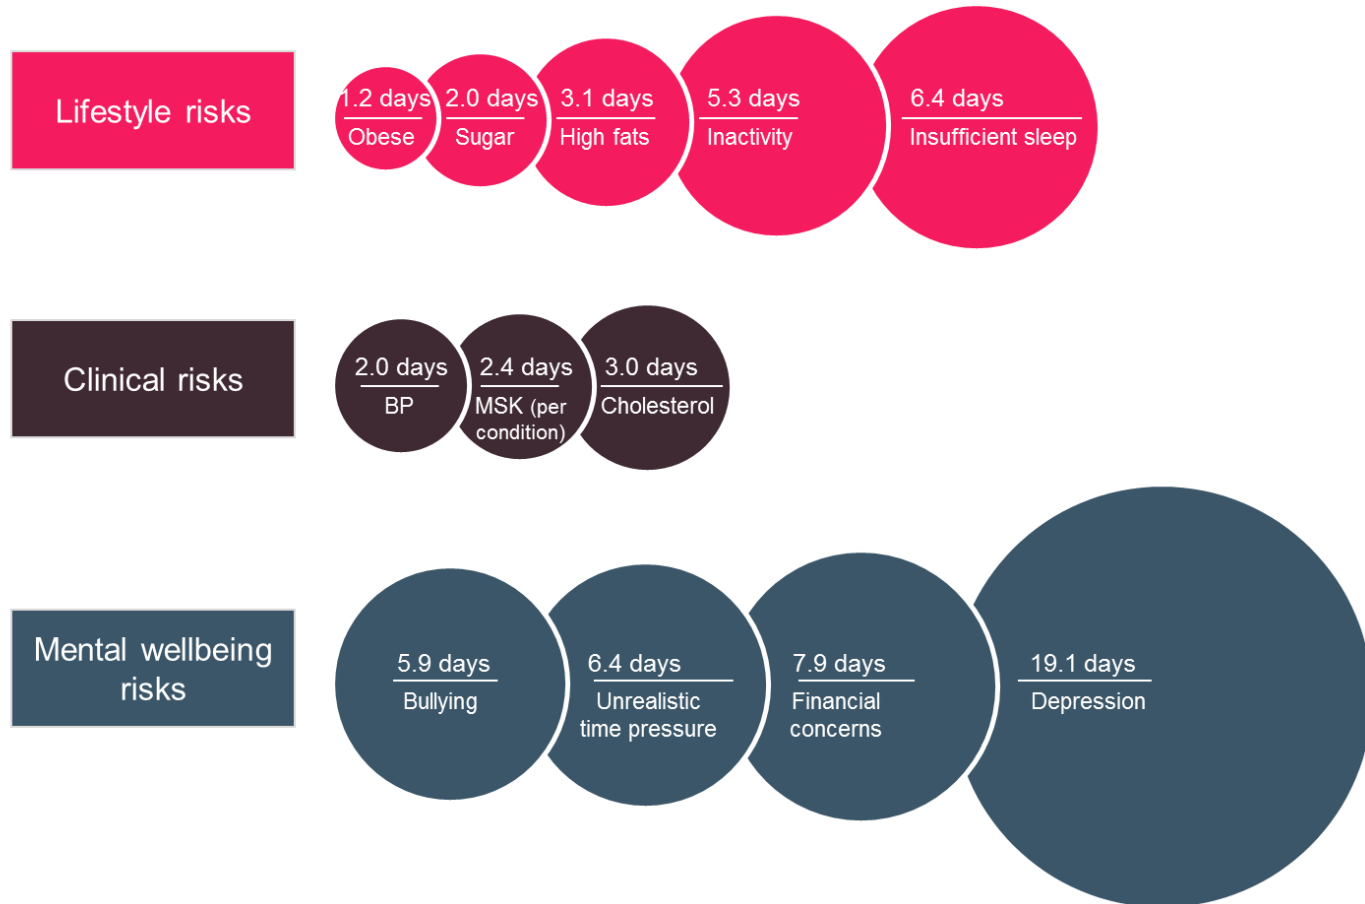 Lifestyle risks
1.2 days
Obese
2.0 days
Sugar
3.1 days
High fats
5.3 days
Inactivity
6.4 days
Insufficient sleep
Clinical risks
2.0 days
BP
2.4 days
MSK (per
condition)
3.0 days
Cholesterol
Mental wellbeing
risks
5.9 days
Bullying
6.4 days
Unrealistic
time pressure
7.9 days
Financial
concerns
19.1 days
Depression